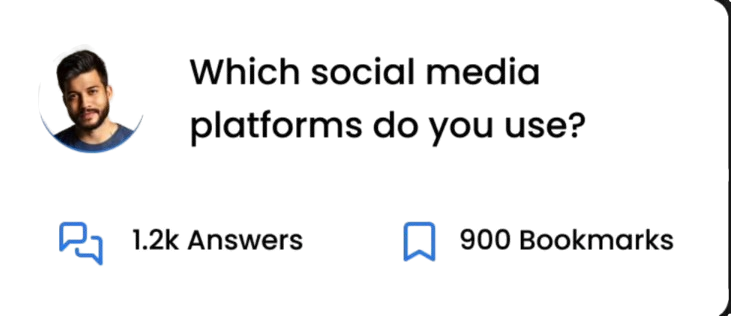 Which social media
platforms do you use?
1.2k Answers
900 Bookmarks